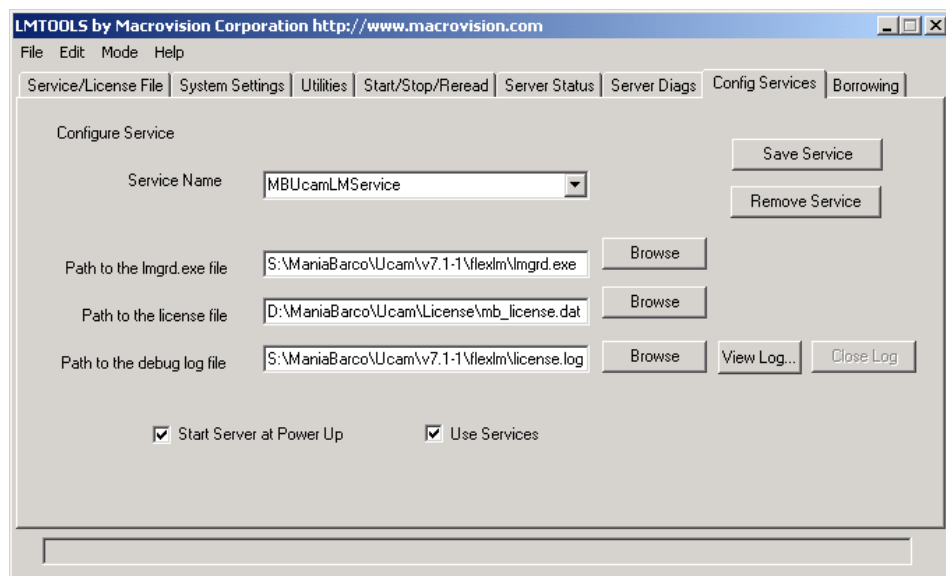 LMTOOLS by Macrovision Corporation http://www.macrovision.com
File Edit Mode Help
Service/License File System Settings Utilities Start/Stop/Reread Server Status Server Diags Config Services Borrowing
Configure Service
Save Service
Service Name MBUcamLMService
Remove Service
Path to the lmgrd.exe file S:\ManiaBarco\Ucam\v7.1-1\flexlm\lmgrd.exe Browse
Path to the license file D:\ManiaBarco\Ucam\License\mb_license.dat Browse
Path to the debug log file S:\ManiaBarco\Ucam\v7.1-1\flexlm\license.log Browse View Log... Close Log
Start Server at Power Up Use Services